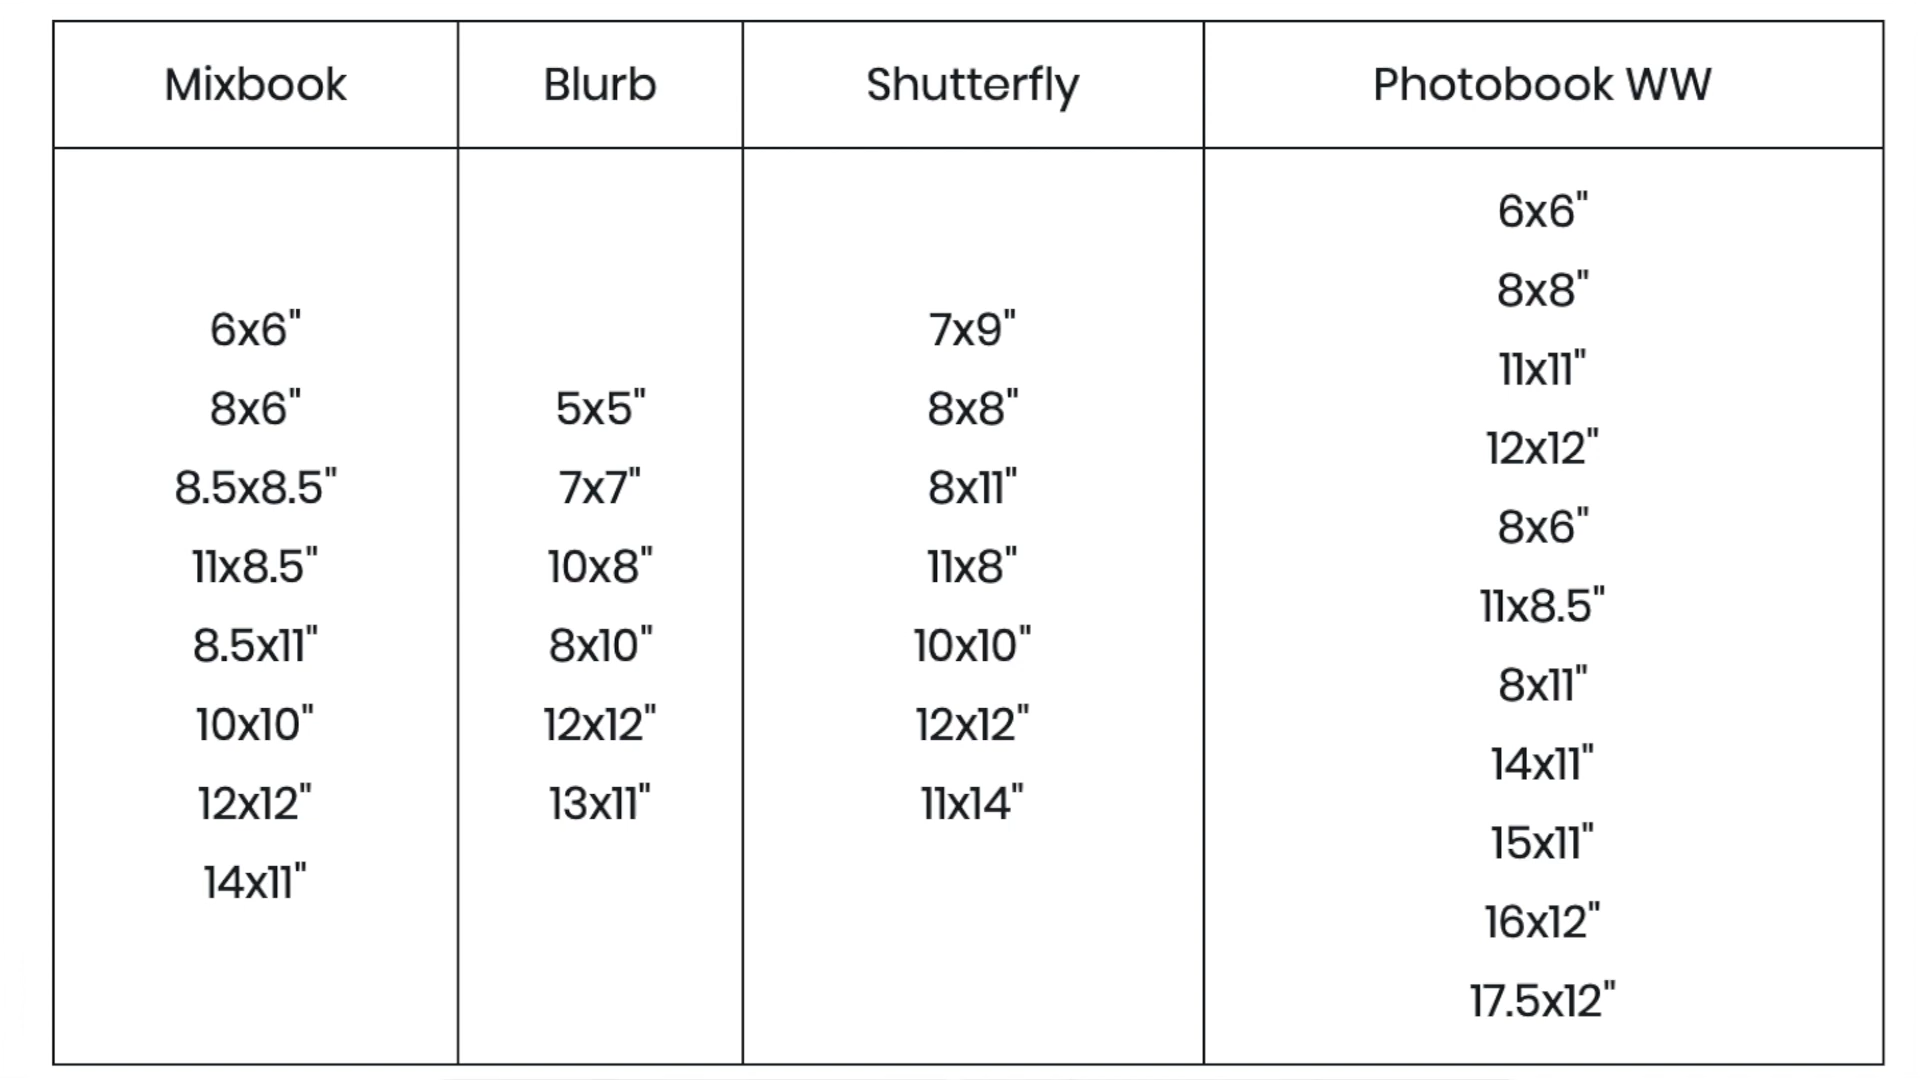 Mixbook
Blurb
Shutterfly
Photobook WW
6x6"
8x6"
8.5x8.5"
11x8.5"
8.5x11"
10x10"
12x12"
14x11"
5x5"
7x7"
10x8"
8x10"
12x12"
13x11"
7x9"
8x8"
8x11"
11x8"
10x10"
12x12"
11x14"
6x6"
8x8"
11x11"
12x12"
8x6"
11x8.5"
8x11"
14x11"
15x11"
16x12"
17.5x12"